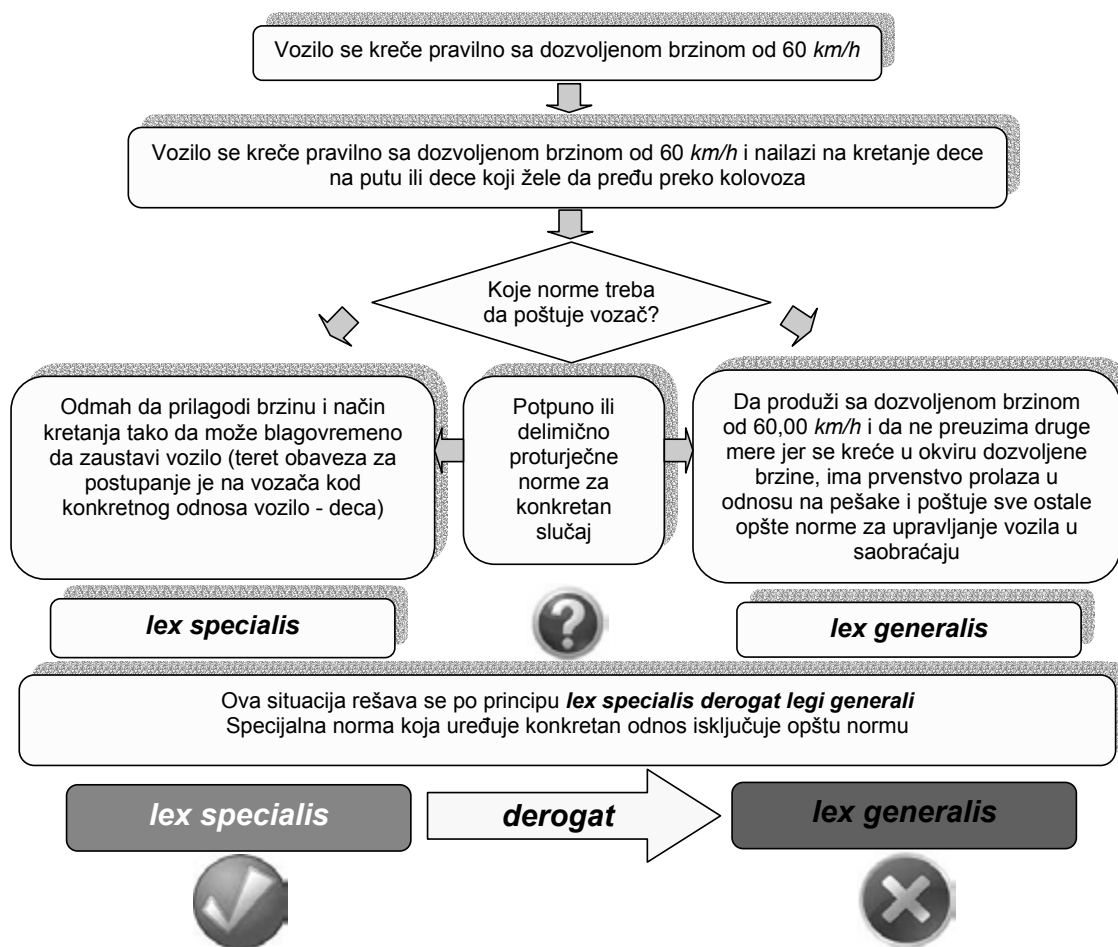 Vozilo se kreče pravilno sa dozvoljenom brzinom od 60 km/h
Vozilo se kreče pravilno sa dozvoljenom brzinom od 60 km/h i nailazi na kretanje dece
na putu ili dece koji žele da pređu preko kolovoza
Koje norme treba
da poštuje vozač?
Odmah da prilagodi brzinu i način
kretanja tako da može blagovremeno
da zaustavi vozilo (teret obaveza za
postupanje je na vozača kod
konkretnog odnosa vozilo - deca)
Potpuno ili
delimično
proturječne
norme za
konkretan
slučaj
Da produži sa dozvoljenom brzinom
od 60,00 km/h i da ne preuzima druge
mere jer se kreće u okviru dozvoljene
brzine, ima prvenstvo prolaza u
odnosu na pešake i poštuje sve ostale
opšte norme za upravljanje vozila u
saobraćaju
lex specialis
?
lex generalis
Ova situacija rešava se po principu lex specialis derogat legi generali
Specijalna norma koja uređuje konkretan odnos isključuje opštu normu
lex specialis
derogat
lex generalis